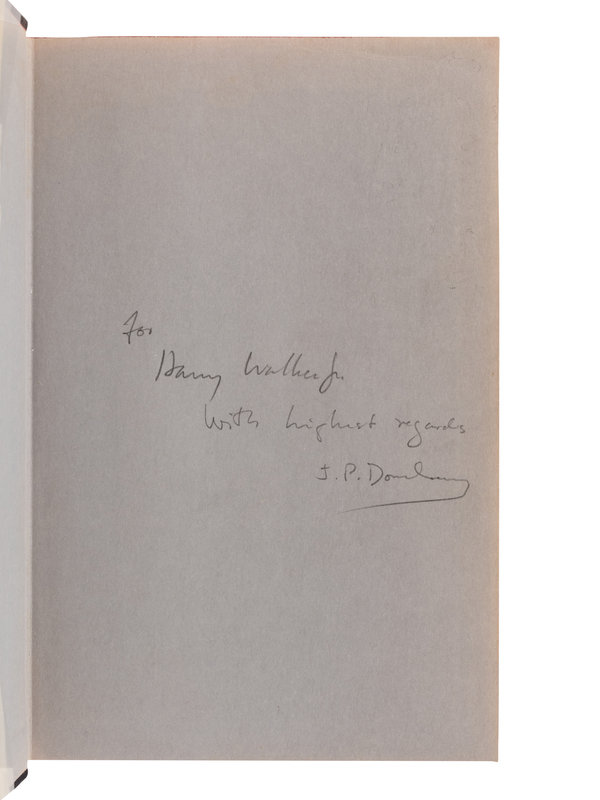 For
Harry Walker Jr.
With highest regards
J. P. Donleavy